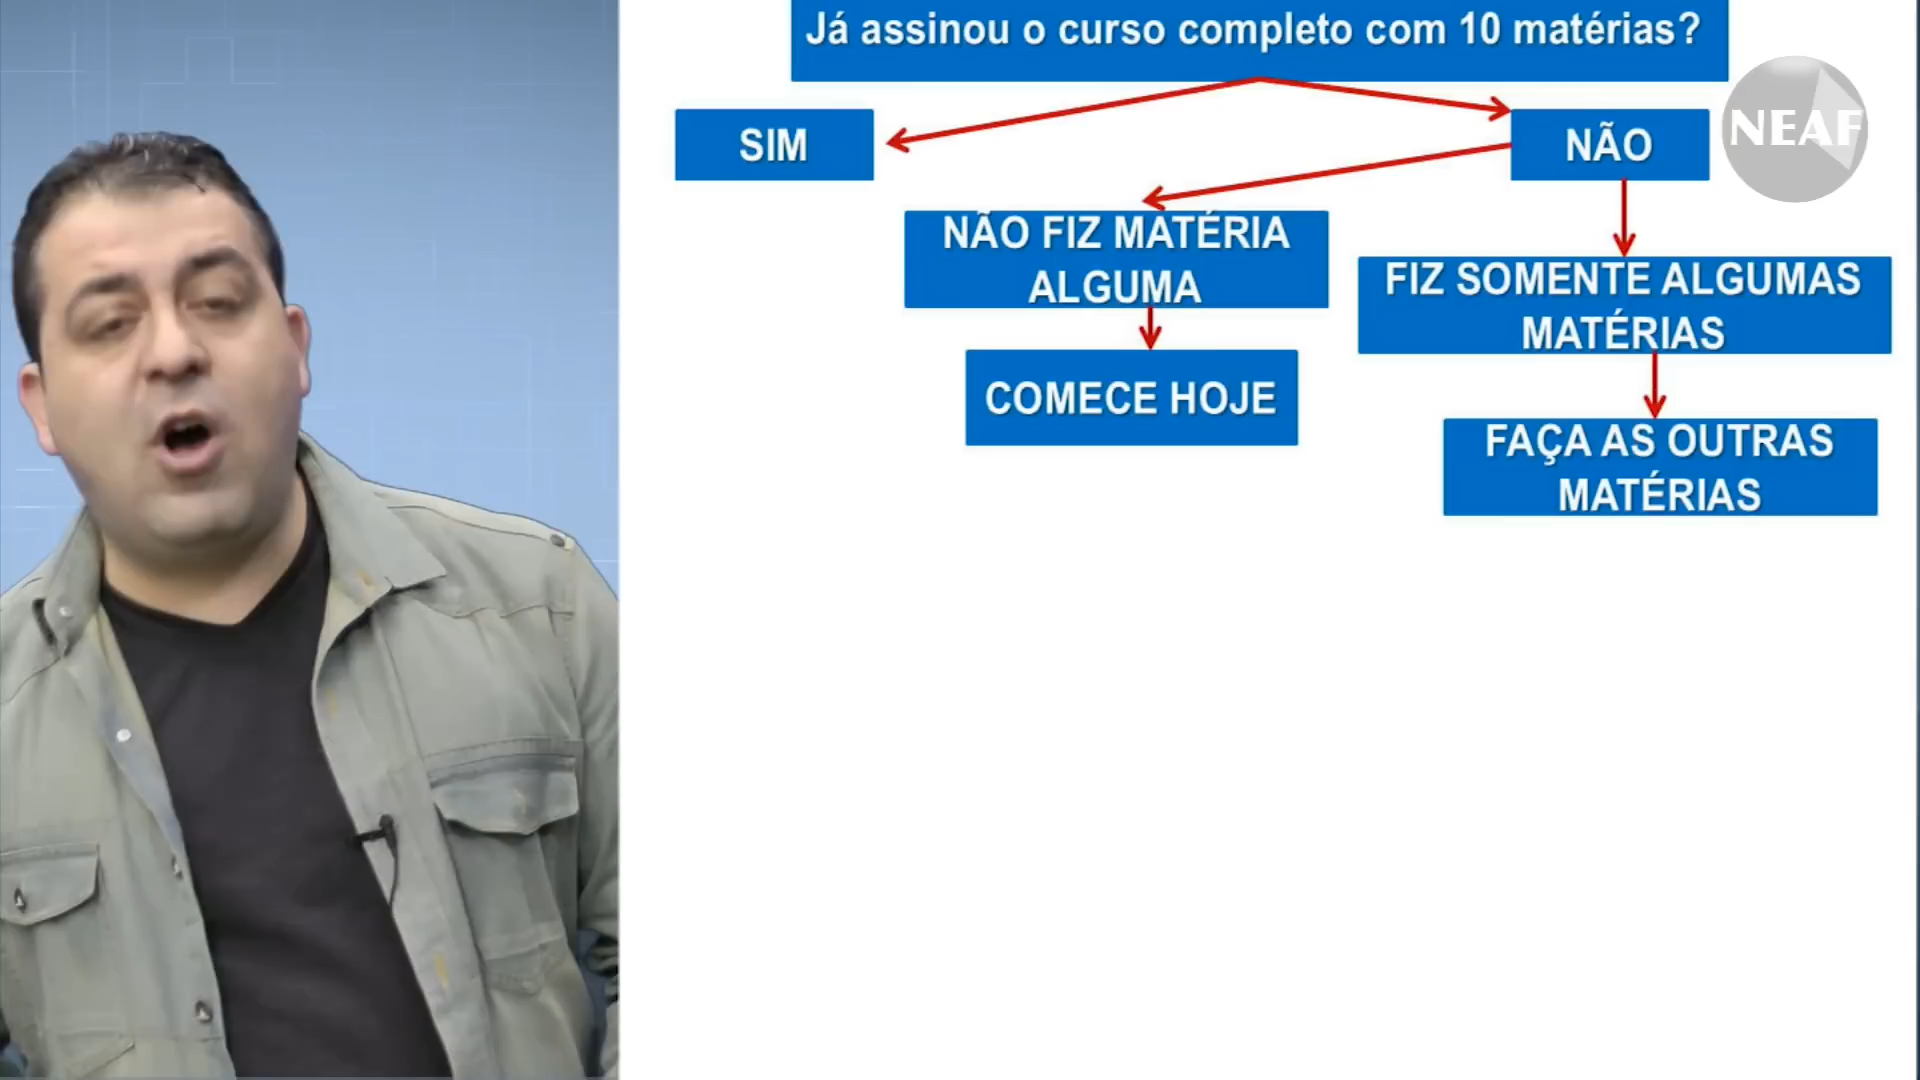 Já assinou o curso completo com 10 matérias?
SIM
NÃO
NEAF
NÃO FIZ MATÉRIA
ALGUMA
FIZ SOMENTE ALGUMAS
MATÉRIAS
COMECE HOJE
FAÇA AS OUTRAS
MATÉRIAS